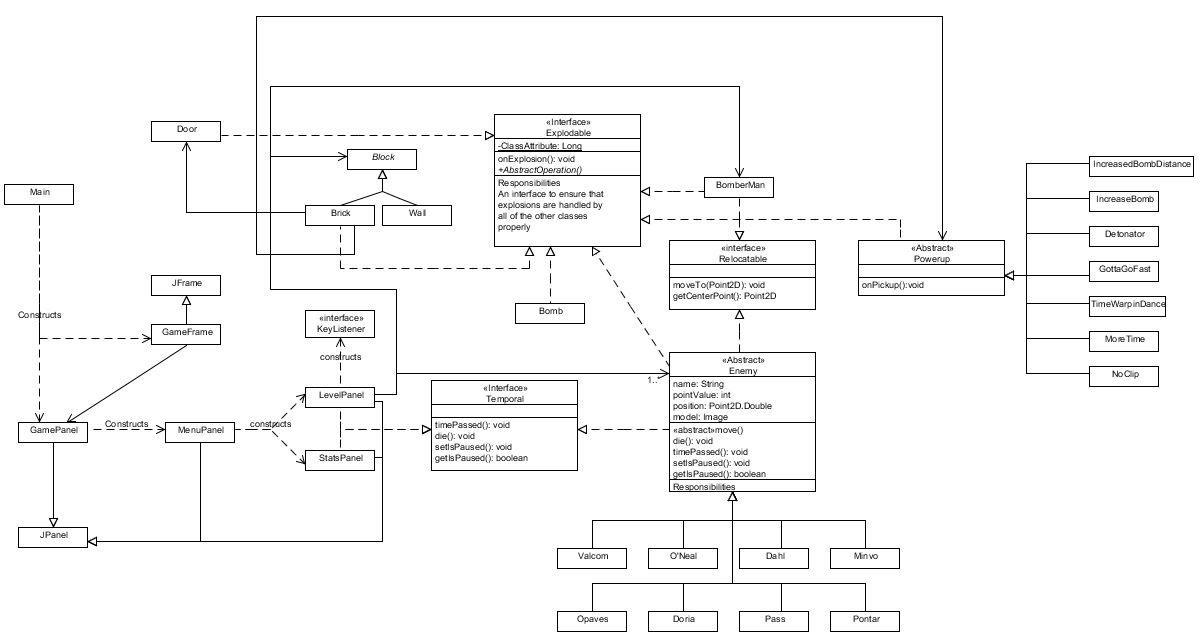 Door
«Interface»
Explodable
-ClassAttribute: Long
onExplosion(): void
+AbstractOperation()
Responsibilities
An interface to ensure that
explosions are handled by
all of the other classes
properly
Block
Main
Brick
Wall
BomberMan
IncreasedBombDistance
IncreaseBomb
Detonator
GottaGoFast
TimeWarpinDance
MoreTime
NoClip
«interface»
Relocatable
moveTo(Point2D): void
getCenterPoint(): Point2D
«Abstract»
Powerup
onPickup():void
JFrame
Constructs
GameFrame
«interface»
KeyListener
constructs
Bomb
LevelPanel
«Interface»
Temporal
timePassed(): void
die(): void
setIsPaused(): void
getIsPaused(): boolean
1..*
«Abstract»
Enemy
name: String
pointValue: int
position: Point2D.Double
model: Image
«abstract»move()
die(): void
timePassed(): void
setIsPaused(): void
getIsPaused(): boolean
Responsibilities
GamePanel
Constructs
MenuPanel
constructs
StatsPanel
JPanel
Valcom
O'Neal
Dahl
Minvo
Opaves
Doria
Pass
Pontar